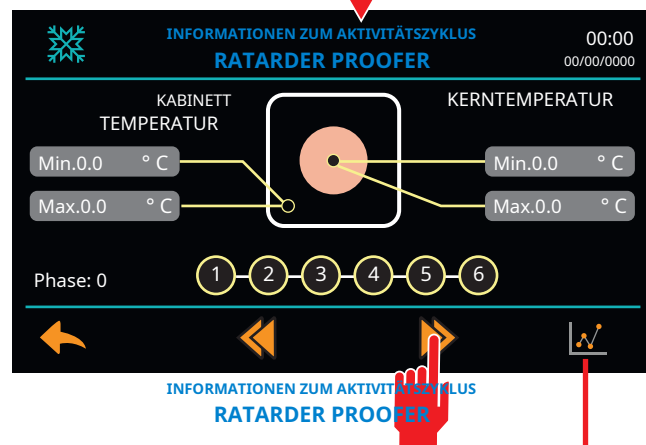 INFORMATIONEN ZUM AKTIVITÄTSZYKLUS
RATARDER PROOFER
00:00
00/00/0000
KABINETT
TEMPERATUR
KERNTEMPERATUR
Min.0.0 ° C
Min.0.0 ° C
Max.0.0 ° C
Max.0.0 ° C
Phase: 0
1 2 3 4 5 6
INFORMATIONEN ZUM AKTIVITÄTSZYKLUS
RATARDER PROOFER